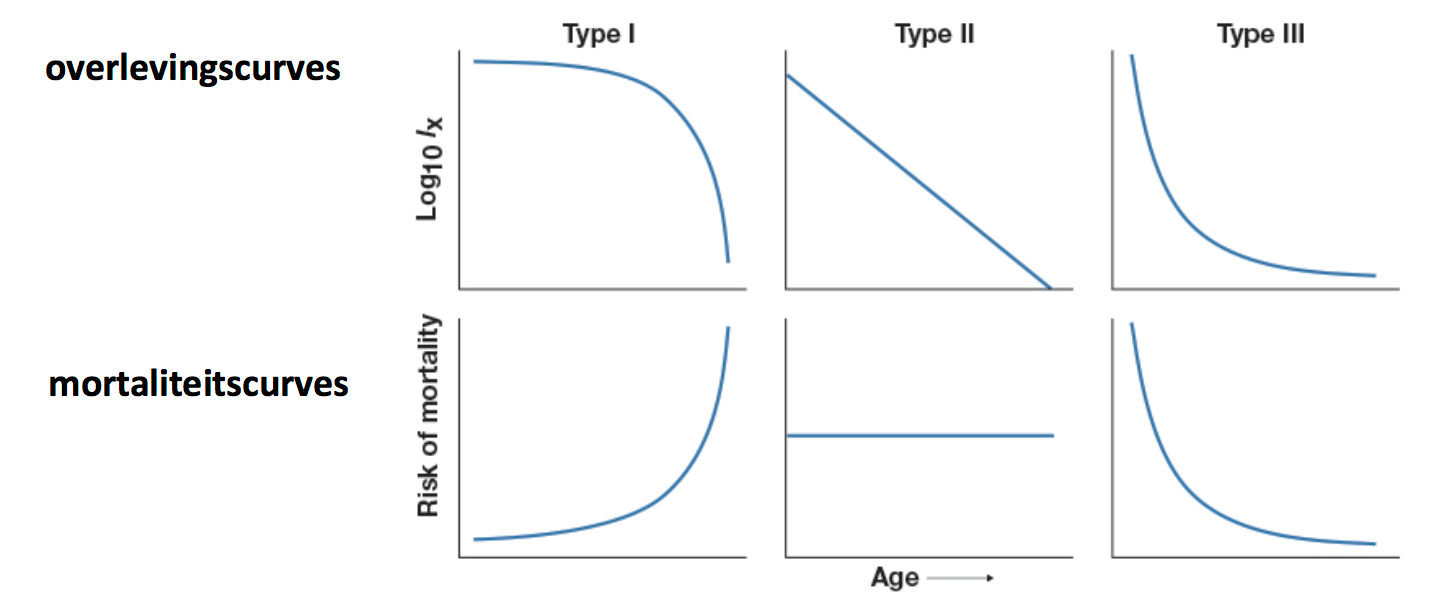 Type I
Type II
Type III
overlevingscurves
Log10 lx
mortaliteitscurves
Risk of mortality
Age